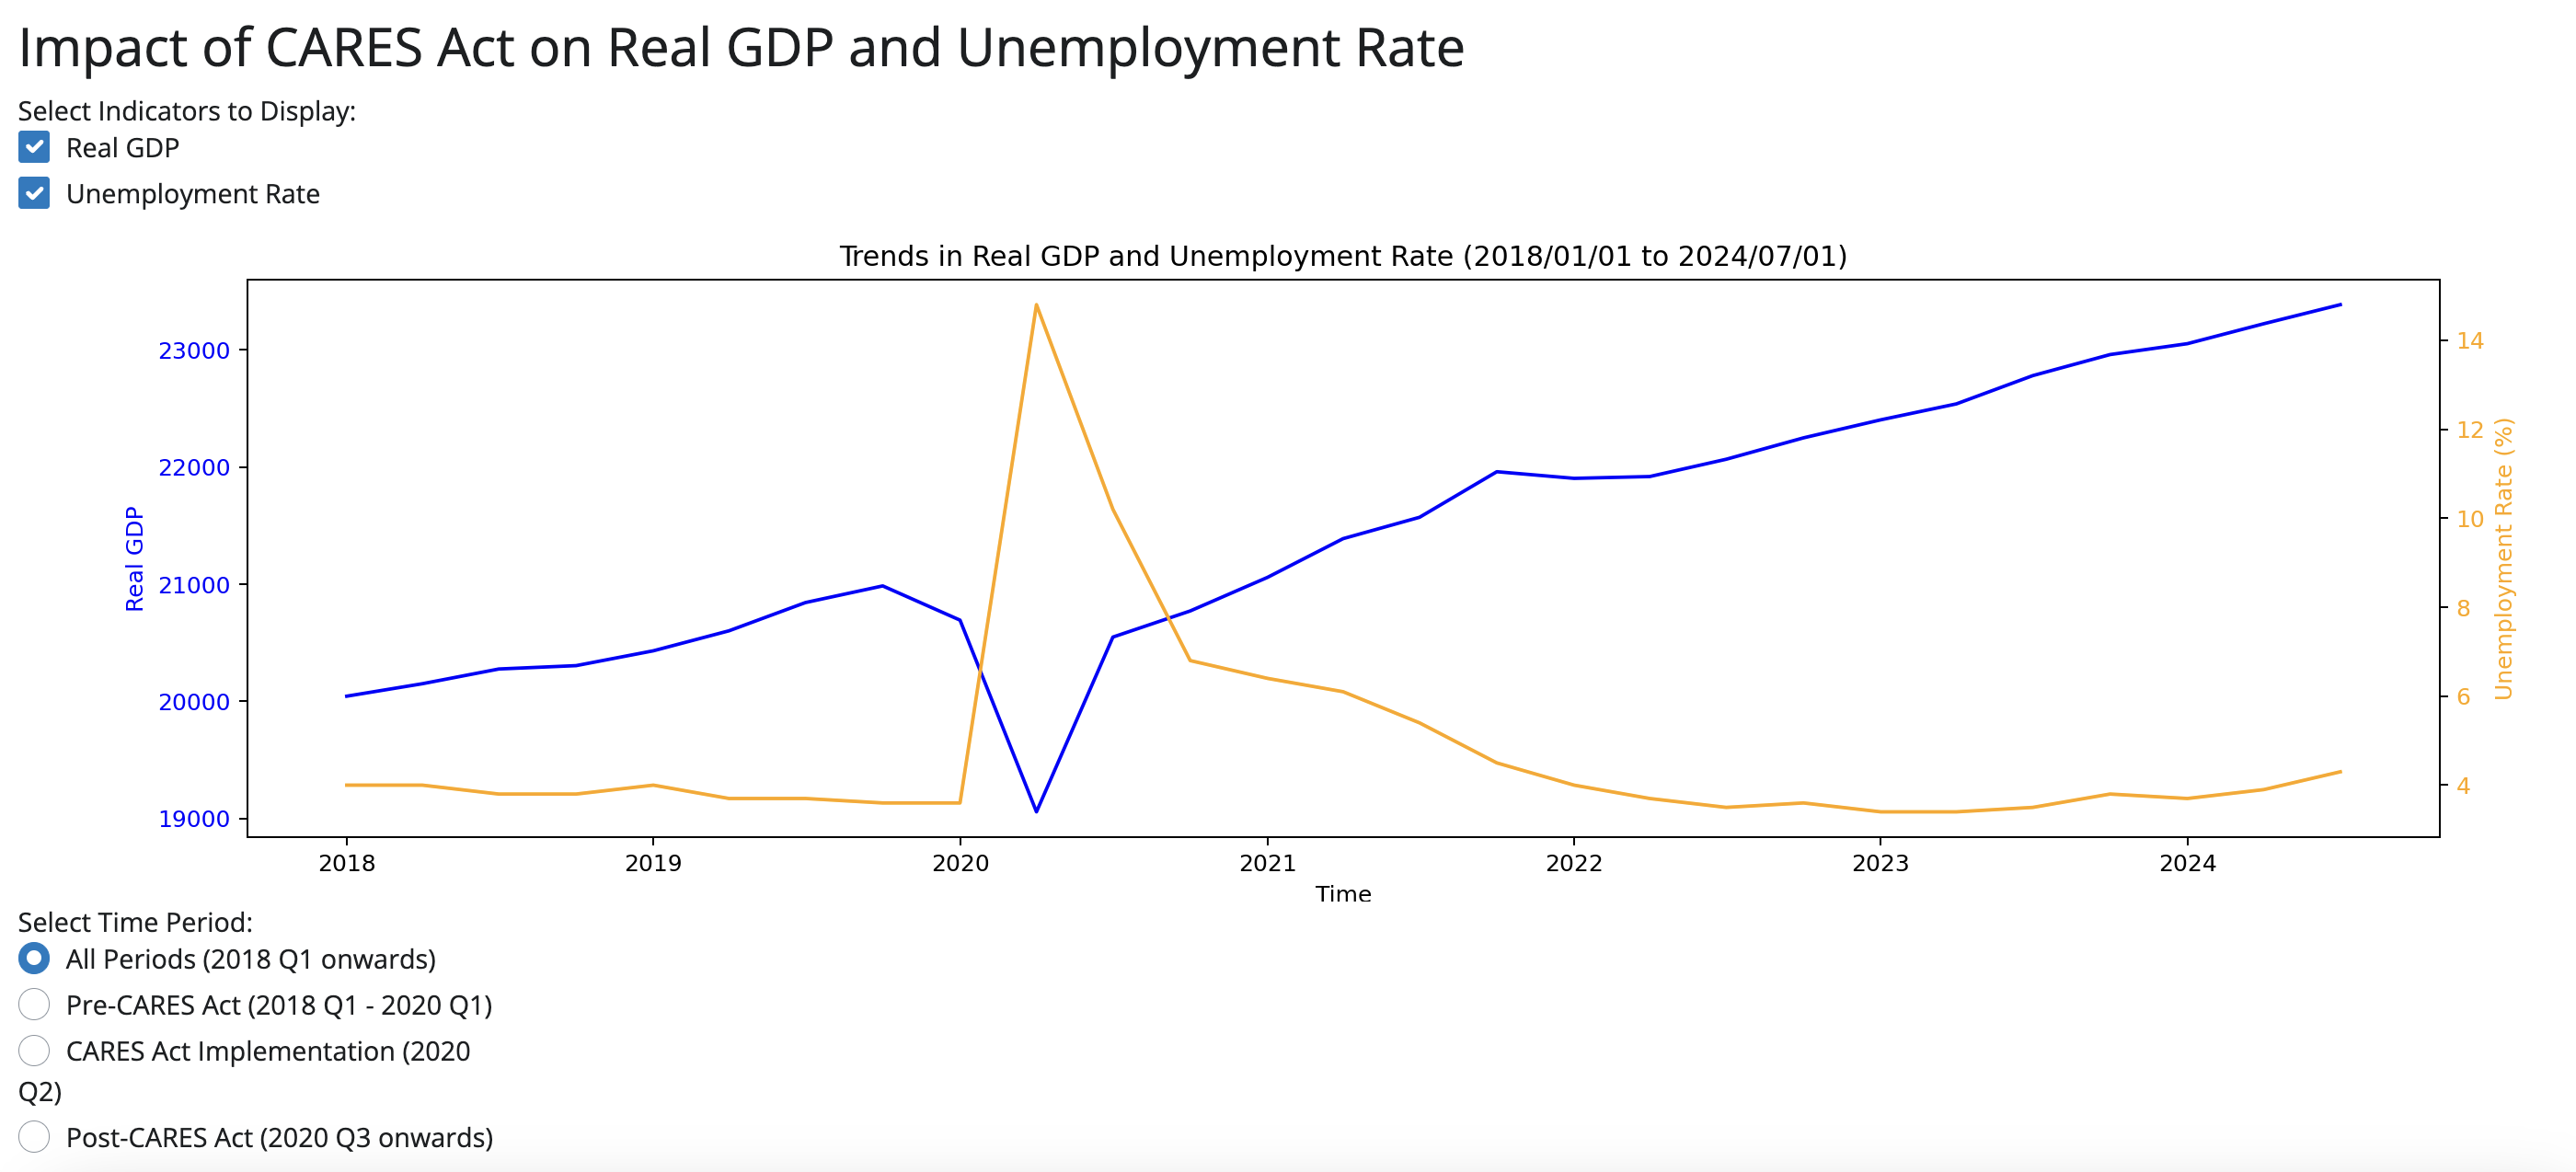 Impact of CARES Act on Real GDP and Unemployment Rate
Select Indicators to Display:
Real GDP
Unemployment Rate
Trends in Real GDP and Unemployment Rate (2018/01/01 to 2024/07/01)
Real GDP
23000
22000
21000
20000
19000
14
12
10
8
6
4
Unemployment Rate (%)
2018 2019 2020 2021 2022 2023 2024
Time
Select Time Period:
All Periods (2018 Q1 onwards)
Pre-CARES Act (2018 Q1 - 2020 Q1)
CARES Act Implementation (2020
Q2)
Post-CARES Act (2020 Q3 onwards)